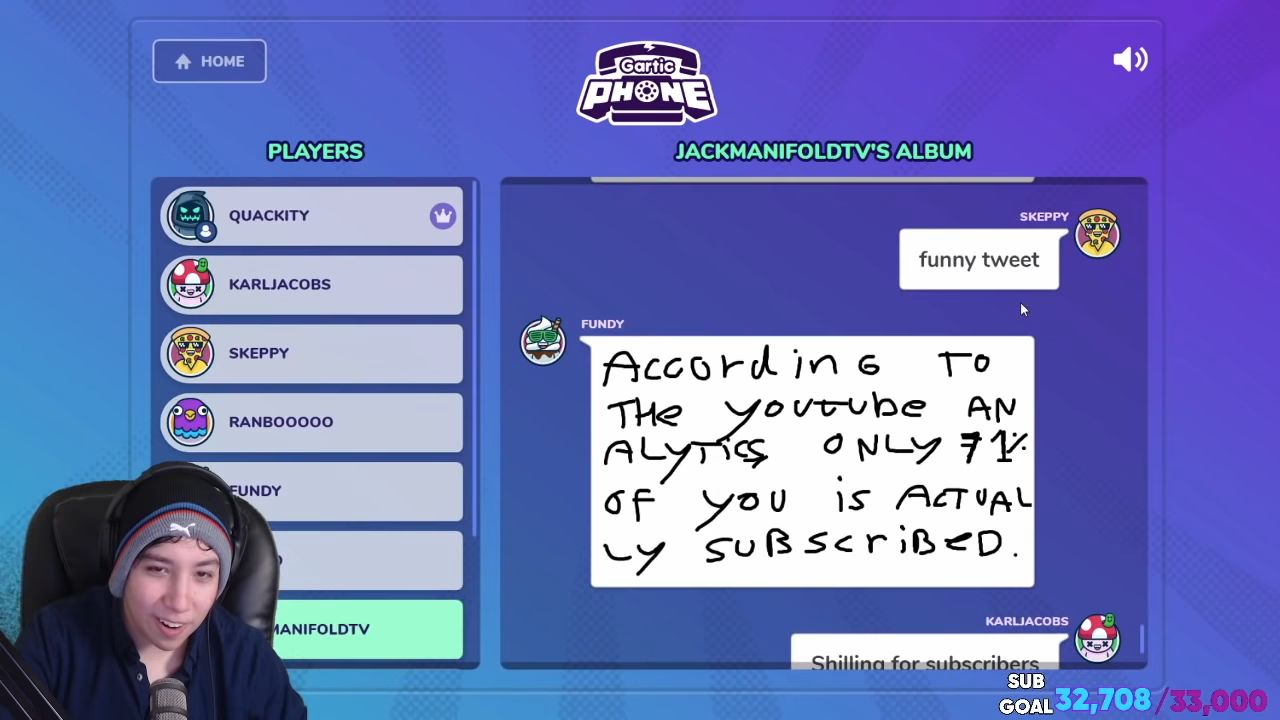 HOME
Gartic
PHONE
PLAYERS
JACKMANIFOLDTV'S ALBUM
QUACKITY
KARLJACOBS
SKEPPY
RANBOOOOO
FUNDY
MANIFOLDTV
SKEPPY
funny tweet
FUNDY
AccordinG TO
THe YOUTUBe AN
ALYTicS ONLY 71%
OF YOU iS ACTUAL
LY SUBScriBeD.
KARLJACOBS
Shilling for subscribers
SUB
GOAL 32,708/33,000